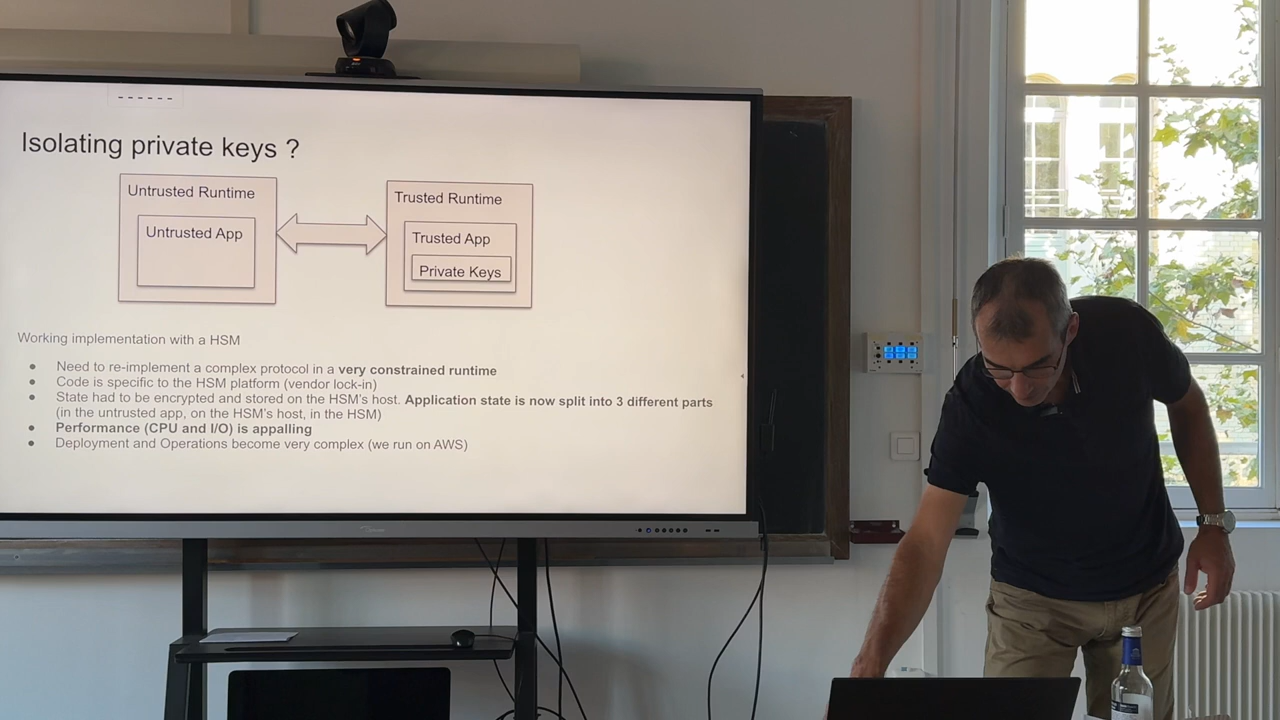 Isolating private keys ?
Untrusted Runtime
Untrusted App
Trusted Runtime
Trusted App
Private Keys
Working implementation with a HSM
● Need to re-implement a complex protocol in a very constrained runtime
● Code is specific to the HSM platform (vendor lock-in)
● State had to be encrypted and stored on the HSM's host. Application state is now split into 3 different parts
(in the untrusted app, on the HSM's host, in the HSM)
● Performance (CPU and I/O) is appalling
● Deployment and Operations become very complex (we run on AWS)